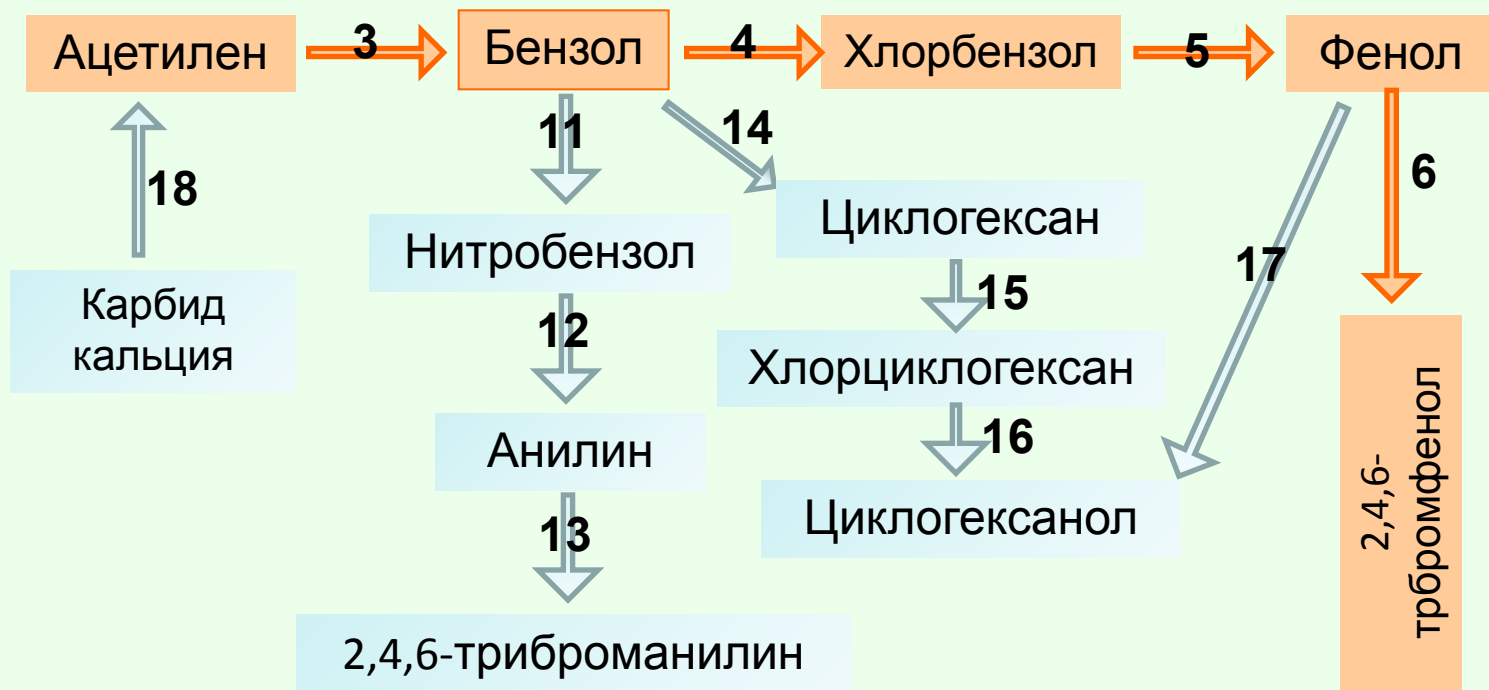 Ацетилен
3
Бензол
4
Хлорбензол
5
Фенол
18
11
14
6
Карбид
кальция
Нитробензол
Циклогексан
17
12
15
Хлорциклогексан
Анилин
16
13
Циклогексанол
2,4,6-
трбромфенол
2,4,6-триброманилин